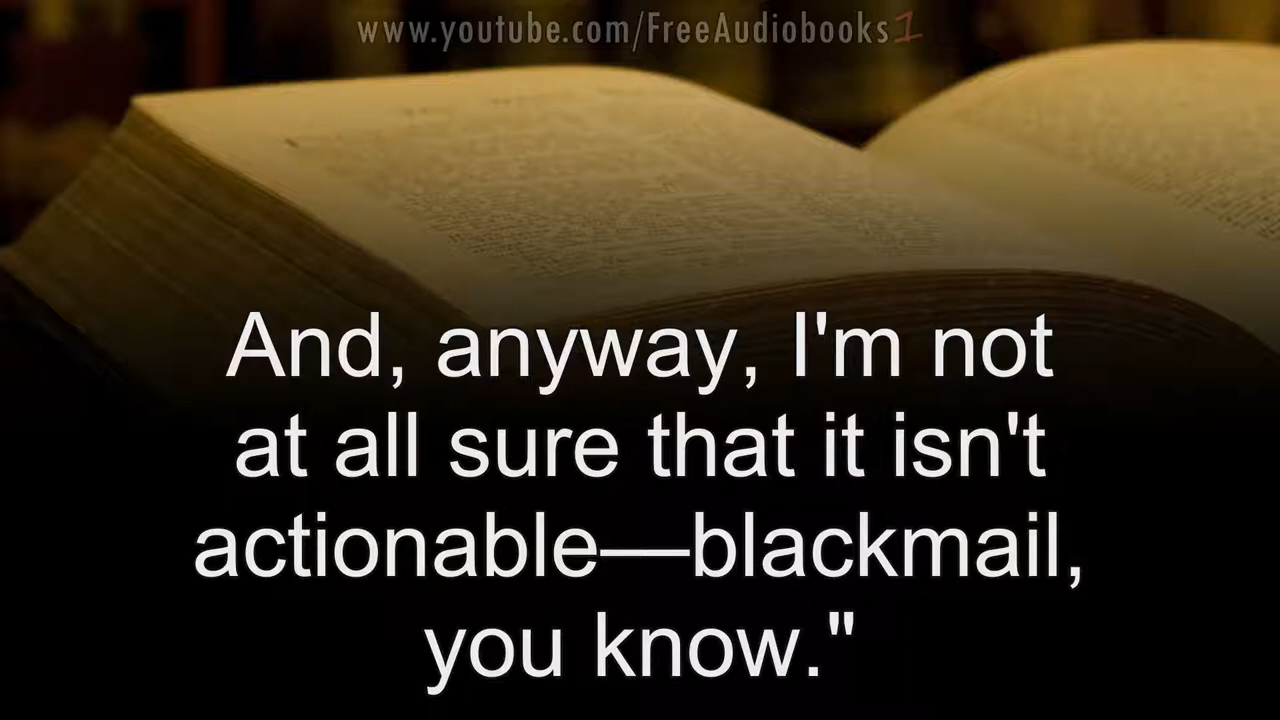 www.youtube.com/FreeAudiobooks1
And, anyway, I'm not
at all sure that it isn't
actionable—blackmail,
you know."